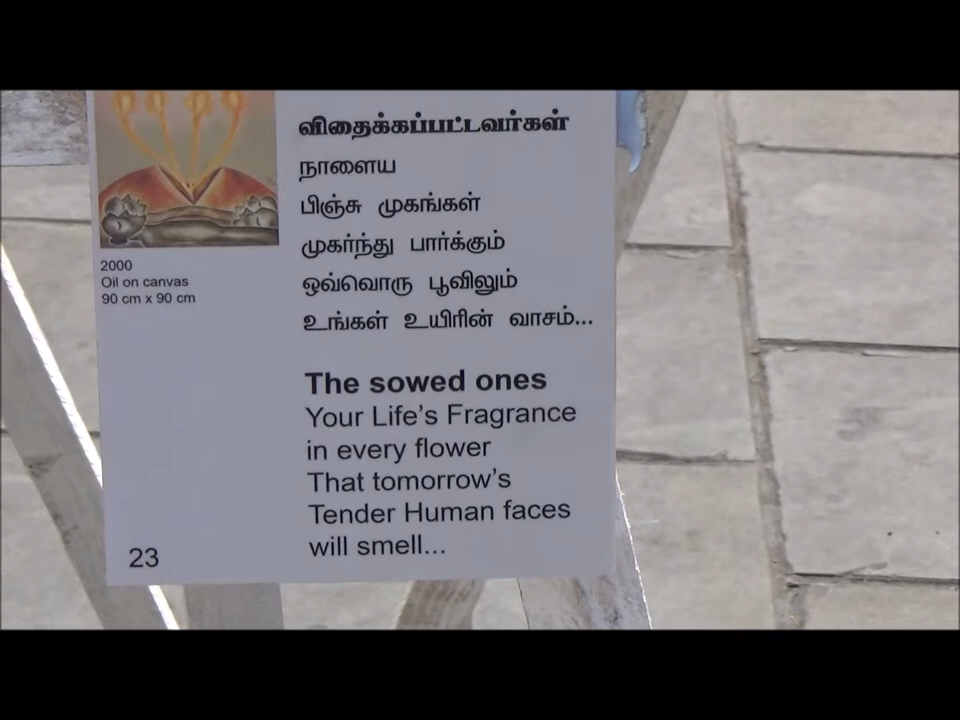 விதைக்கப்பட்டவர்கள்
நாளைய
பிஞ்சு முகங்கள்
முகர்ந்து பார்க்கும்
ஒவ்வொரு பூவிலும்
உங்கள் உயிரின் வாசம்...
2000
Oil on canvas
90 cm x 90 cm
The sowed ones
Your Life's Fragrance
in every flower
That tomorrow's
Tender Human faces
will smell...
23